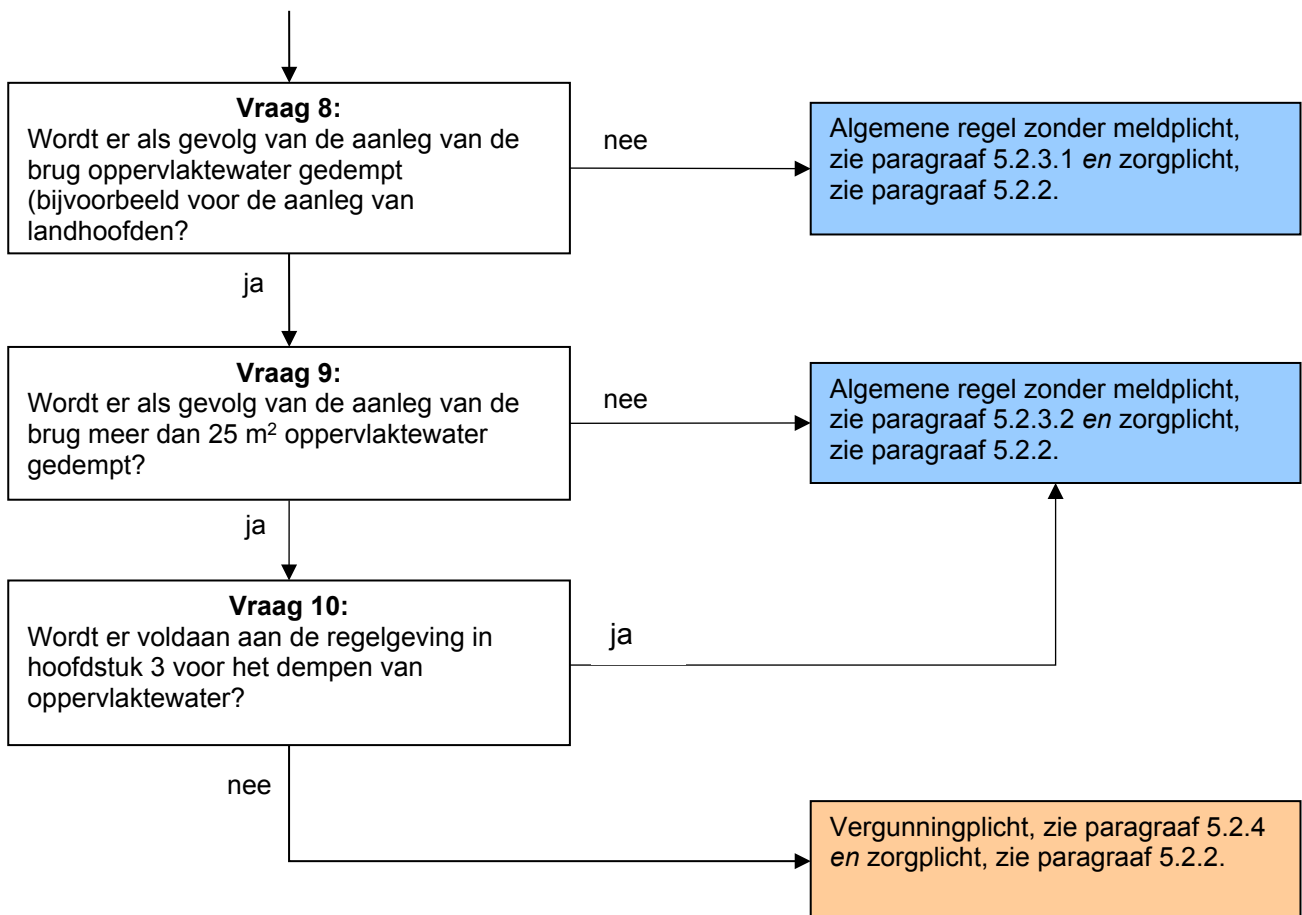 Vraag 8:
Wordt er als gevolg van de aanleg van de
brug oppervlaktewater gedempt
(bijvoorbeeld voor de aanleg van
landhoofden?
nee
Algemene regel zonder meldplicht,
zie paragraaf 5.2.3.1 en zorgplicht,
zie paragraaf 5.2.2.
ja
Vraag 9:
Wordt er als gevolg van de aanleg van de
brug meer dan 25 m² oppervlaktewater
gedempt?
nee
Algemene regel zonder meldplicht,
zie paragraaf 5.2.3.2 en zorgplicht,
zie paragraaf 5.2.2.
ja
Vraag 10:
Wordt er voldaan aan de regelgeving in
hoofdstuk 3 voor het dempen van
oppervlaktewater?
ja
nee
Vergunningplicht, zie paragraaf 5.2.4
en zorgplicht, zie paragraaf 5.2.2.